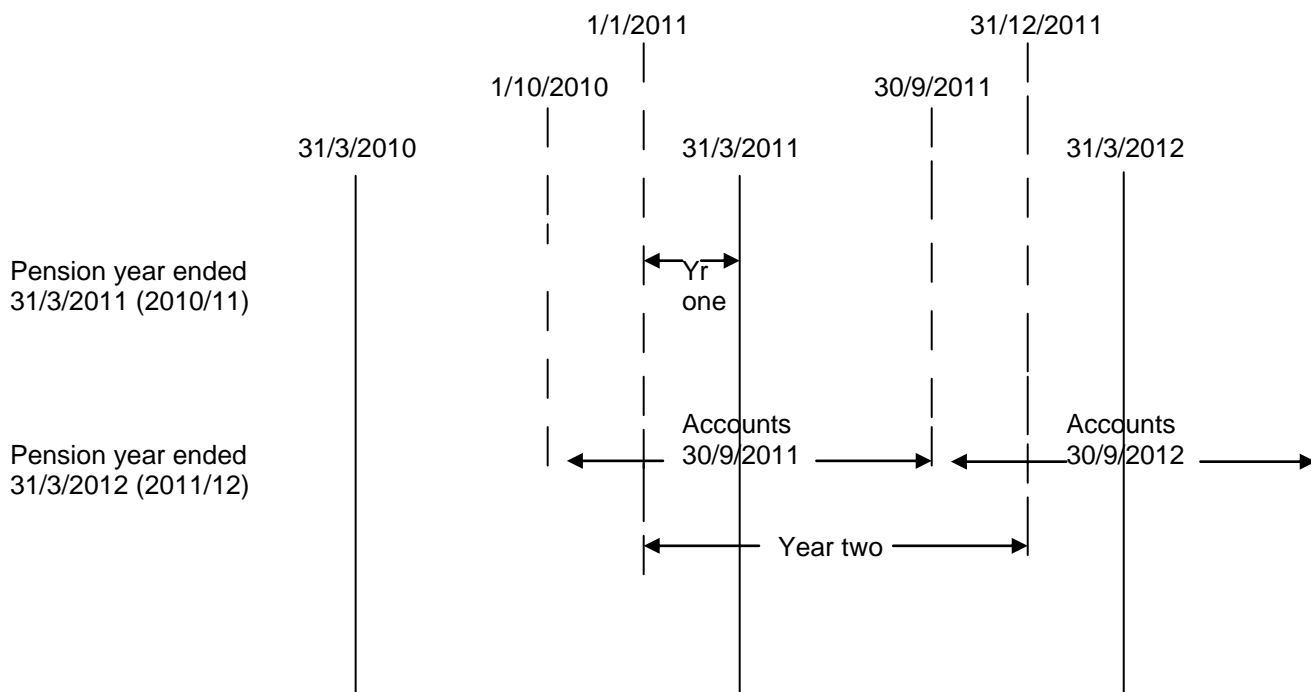 1/1/2011 31/12/2011
1/10/2010 30/9/2011
31/3/2010 31/3/2011 31/3/2012
Pension year ended
31/3/2011 (2010/11)
Yr
one
Pension year ended
31/3/2012 (2011/12)
Accounts
30/9/2011
Accounts
30/9/2012
Year two